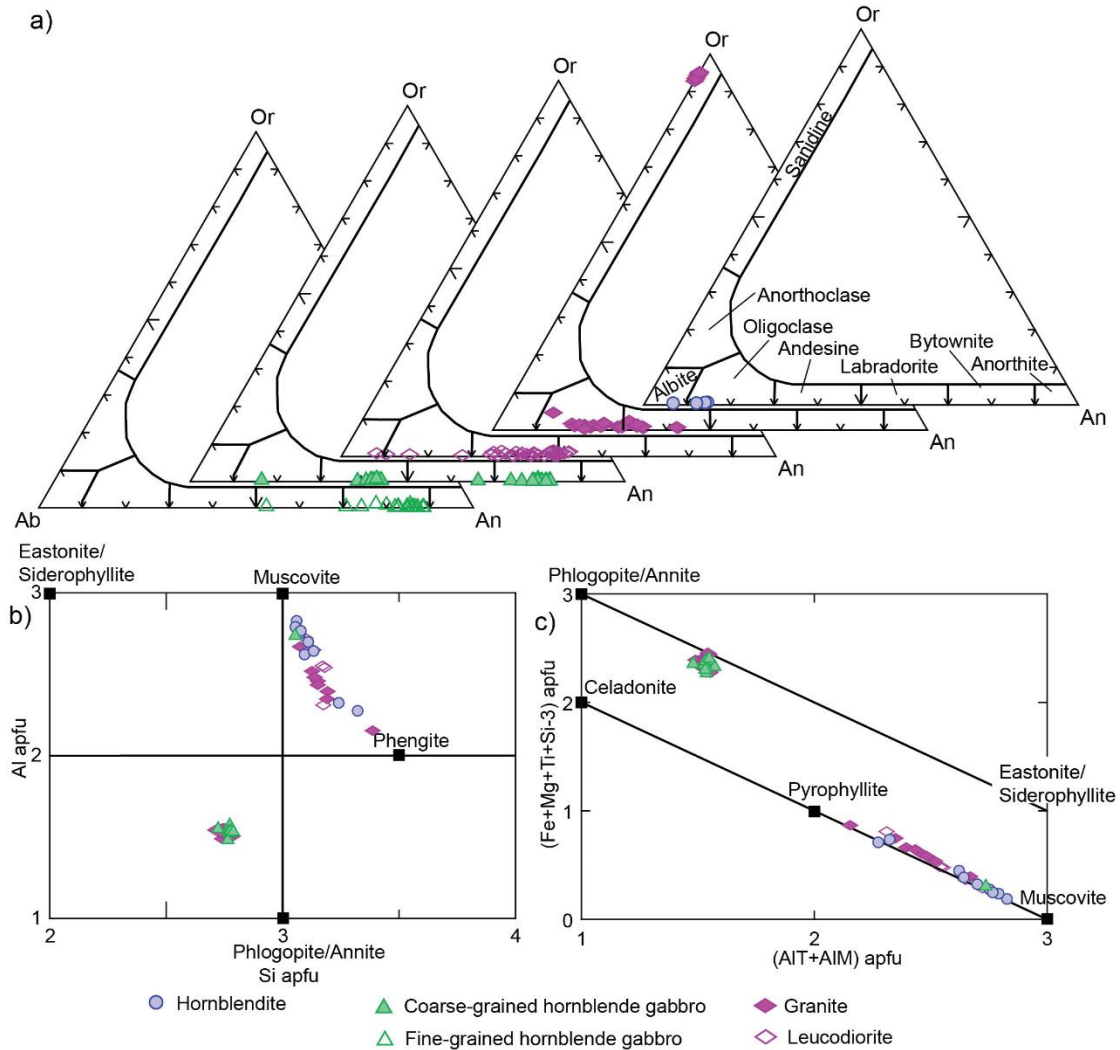 a)
Or
Or
Or
Or
Or
Sanidine
Anorthoclase
Oligoclase
Andesine
Bytownite
Labradorite
Anorthite
Albite
An
An
An
An
Ab
An
Eastonite/
Siderophyllite
Muscovite
b)
3
Al apfu
2
Phengite
1
2
3
4
Phlogopite/Annite
Si apfu
Phlogopite/Annite
c)
3
(Fe+Mg+Ti+Si-3) apfu
Celadonite
2
Pyrophyllite
Eastonite/
Siderophyllite
1
Muscovite
0
1
2
3
(AlT+AlM) apfu
Hornblendite
Coarse-grained hornblende gabbro
Granite
Fine-grained hornblende gabbro
Leucodiorite